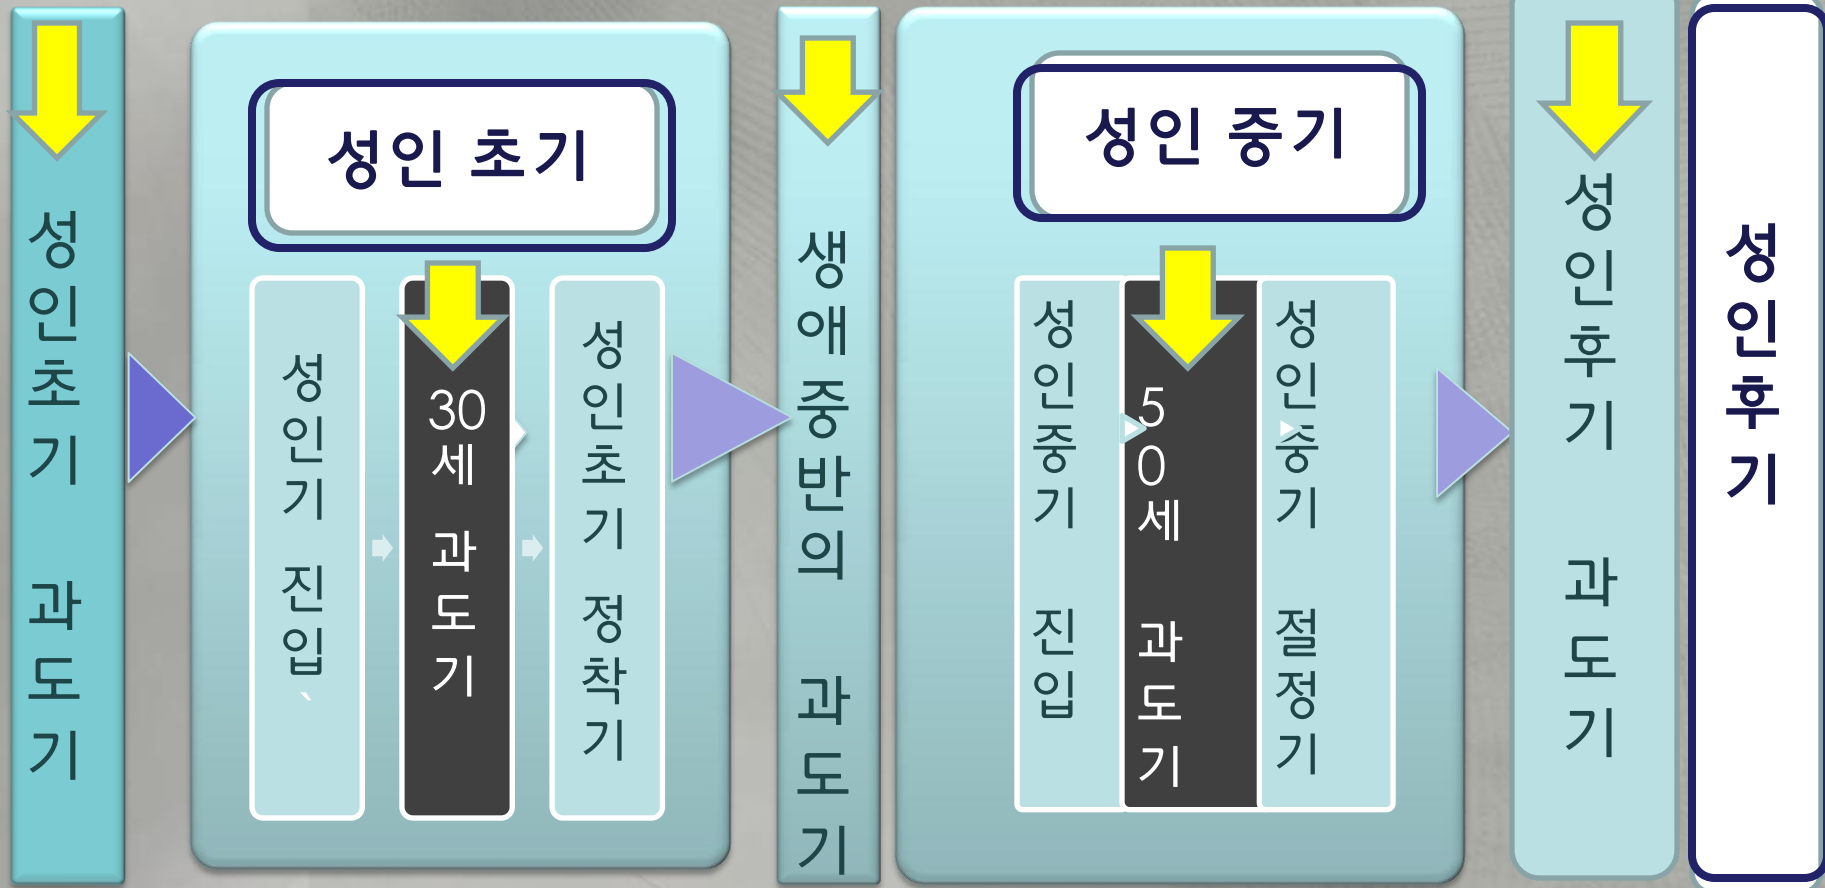 성인초기 과도기
성인 초기
성인기 진입`
30세 과도기
성인초기 정착기
생애중반의 과도기
성인 중기
성인중기 진입
50세 과도기
성인중기 절정기
성인후기 과도기
성인후기